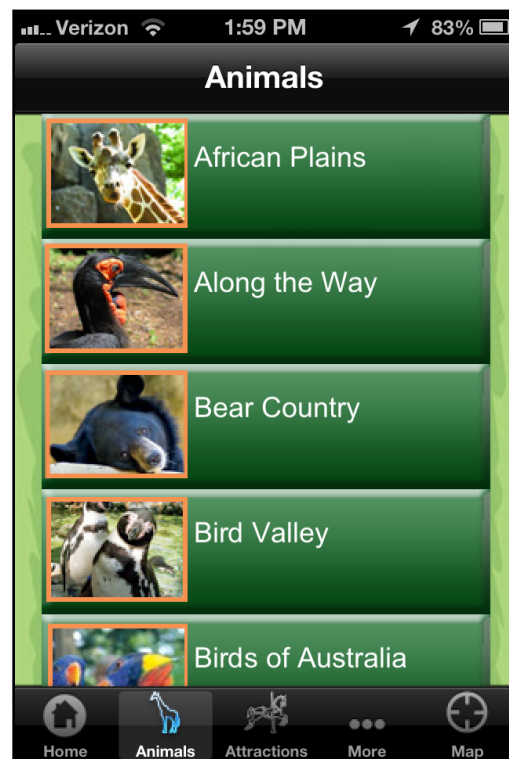 Verizon 1:59 PM 83%
Animals
African Plains
Along the Way
Bear Country
Bird Valley
Birds of Australia
Home Animals Attractions More Map